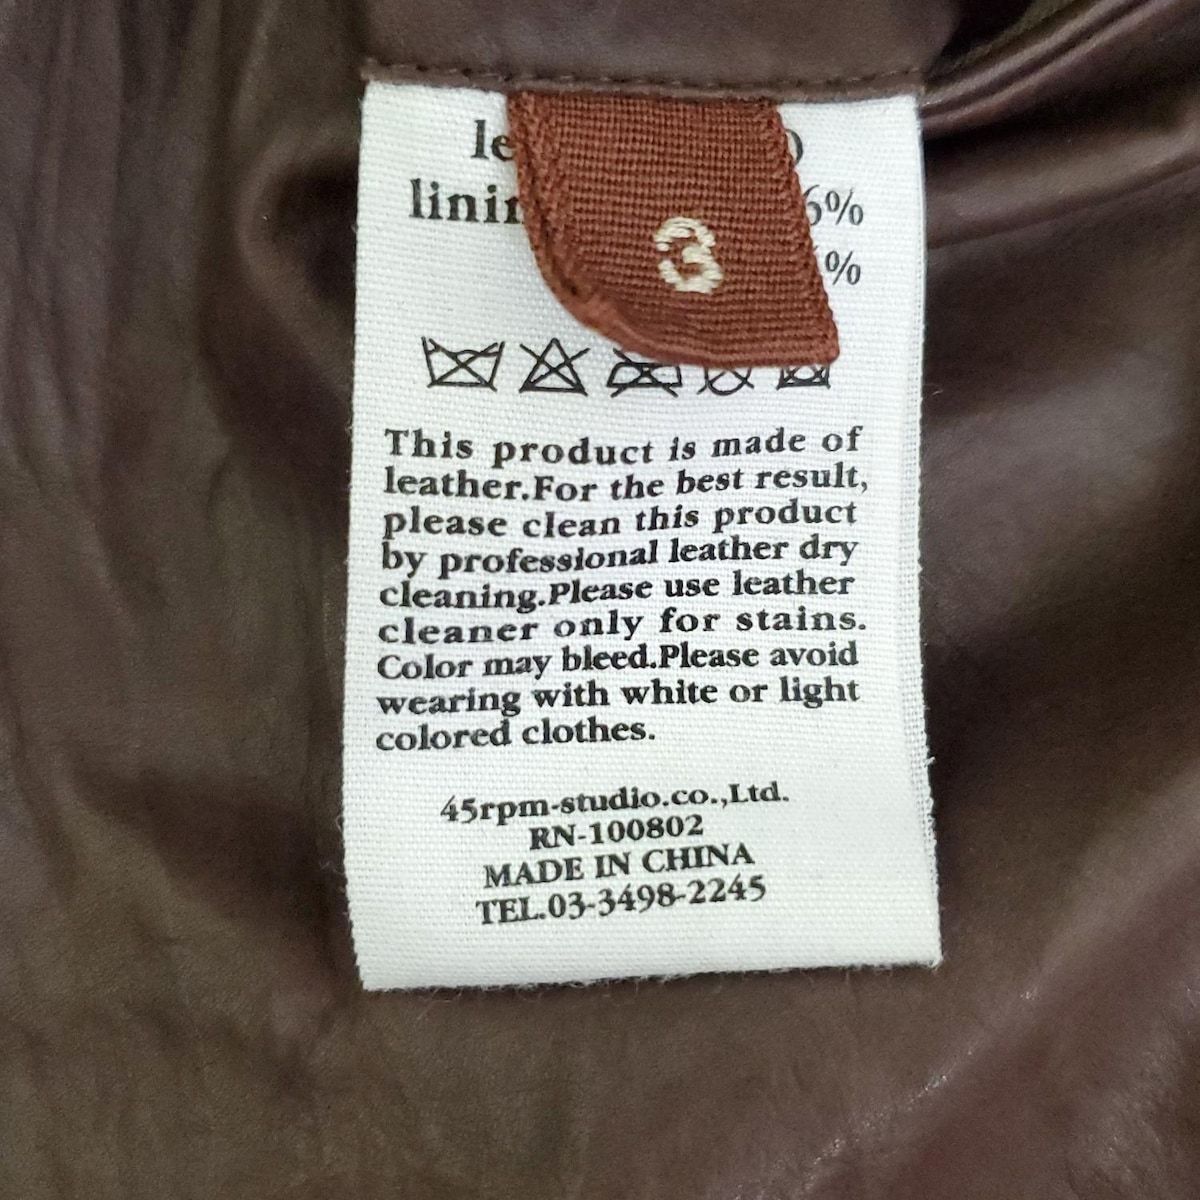 3
%
%
This product is made of
leather.For the best result,
please clean this product
by professional leather dry
cleaning.Please use leather
cleaner only for stains.
Color may bleed.Please avoid
wearing with white or light
colored clothes.
45rpm-studio.co.,Ltd.
RN-100802
MADE IN CHINA
TEL.03-3498-2245